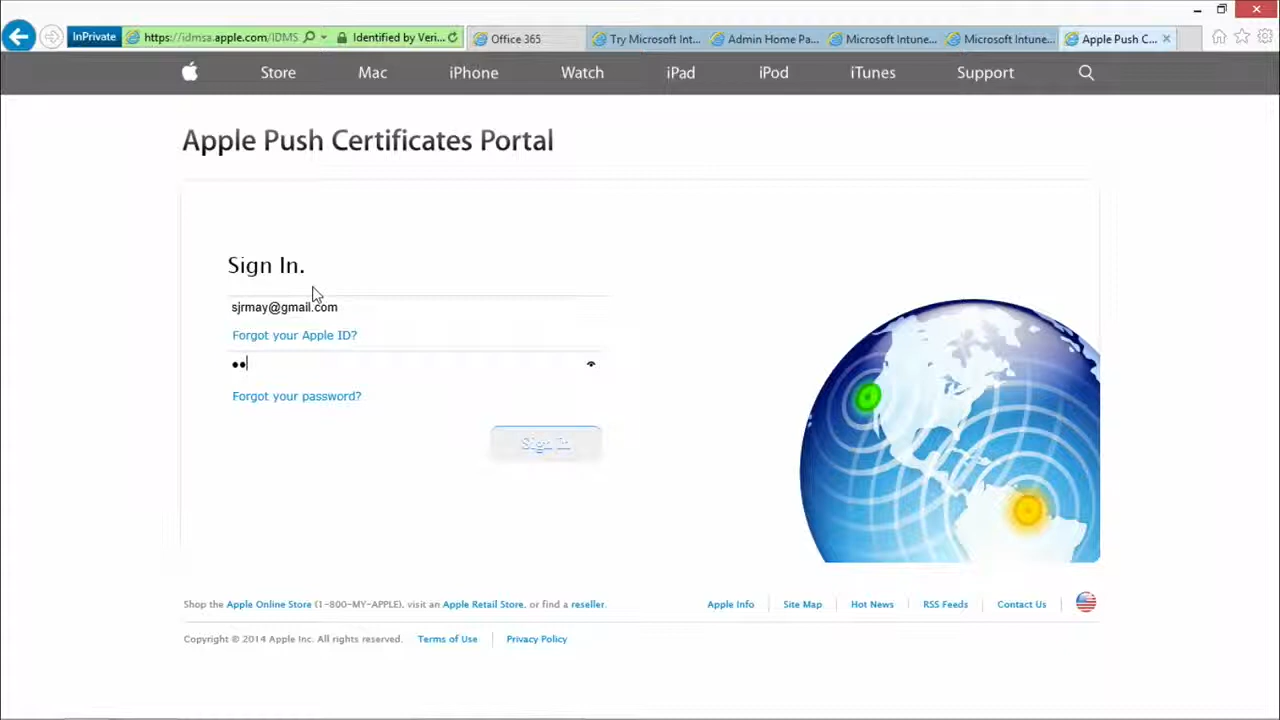 InPrivate https://idmsa.apple.com/IDMS Identified by Veri... Office 365 Try Microsoft Int... Admin Home Pa... Microsoft Intune... Microsoft Intune... Apple Push C...
Store Mac iPhone Watch iPad iPod iTunes Support
Apple Push Certificates Portal
Sign In.
sjrmay@gmail.com
Forgot your Apple ID?
Forgot your password?
Sign In
Shop the Apple Online Store (1-800-MY-APPLE), visit an Apple Retail Store, or find a reseller. Apple Info Site Map Hot News RSS Feeds Contact Us
Copyright © 2014 Apple Inc. All rights reserved. Terms of Use Privacy Policy